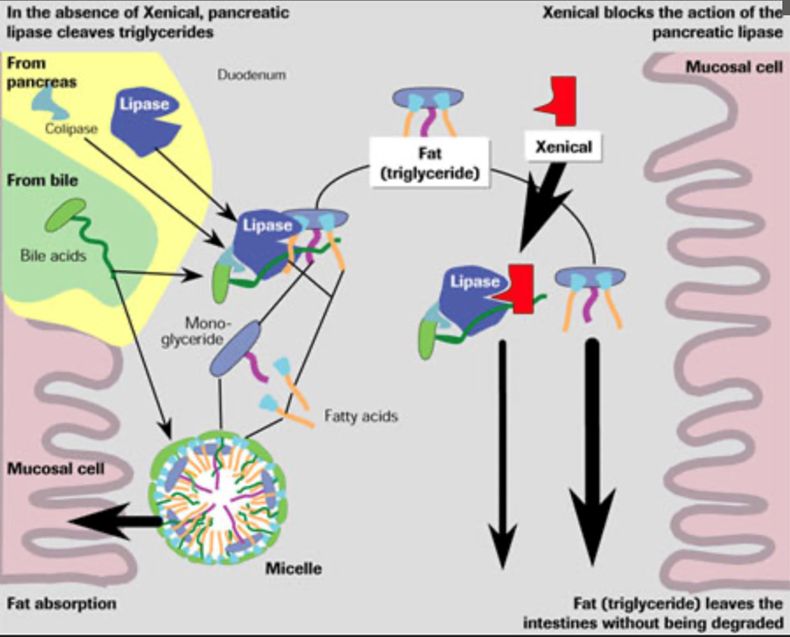 In the absence of Xenical, pancreatic
lipase cleaves triglycerides
Xenical blocks the action of the
pancreatic lipase
From
pancreas
Lipase
Duodenum
Colipase
From bile
Bile acids
Lipase
Mono-
glyceride
Fatty acids
Mucosal cell
Micelle
Fat absorption
Fat
(triglyceride)
Xenical
Mucosal cell
Lipase
Fat (triglyceride) leaves the
intestines without being degraded